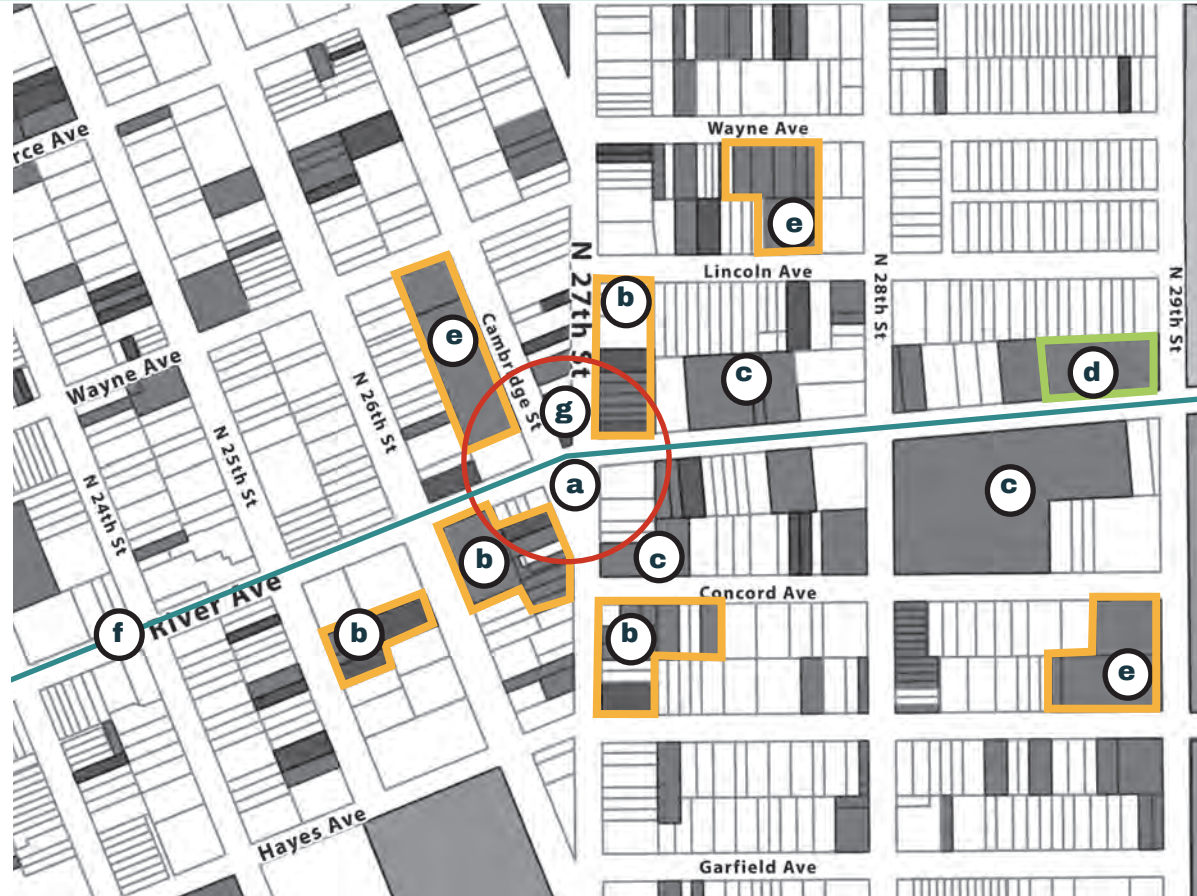 rce Ave
Wayne Ave
e
Lincoln Ave
N 27th St
N 28th St
N 29th St
b
e
Cambridge St
c
d
Wayne Ave
N 26th St
g
N 25th St
a
c
N 24th St
b
c
Concord Ave
River Ave
f
b
b
e
Hayes Ave
Garfield Ave